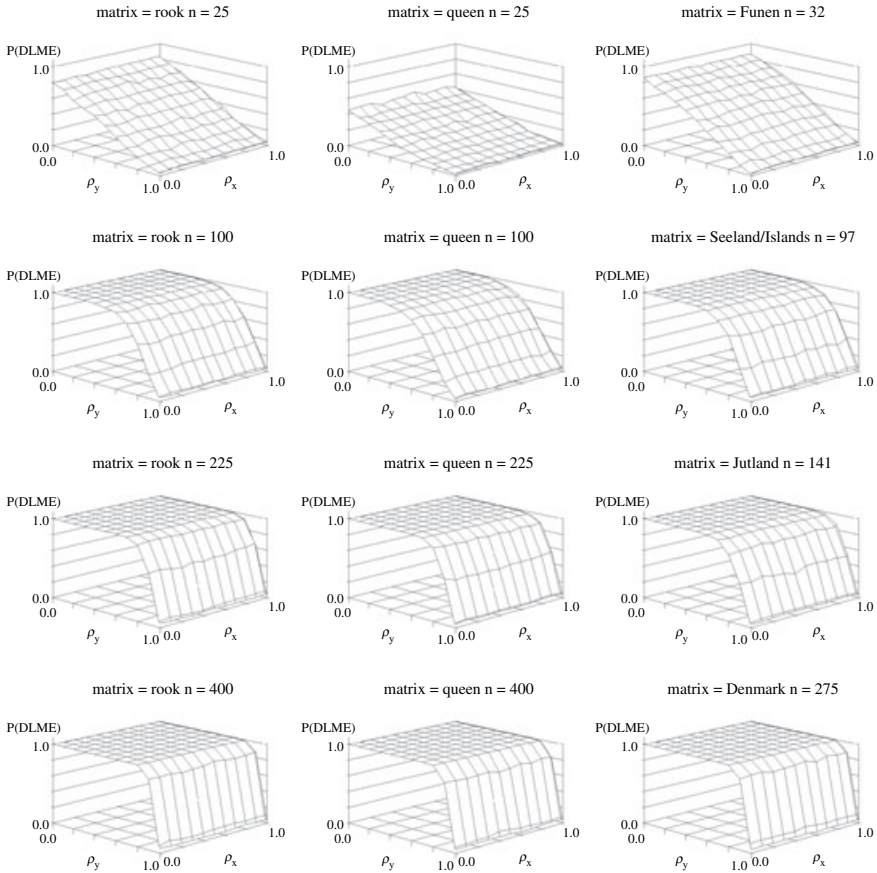 matrix = rook n = 25
P(DLME)
1.0
0.0
0.0
ρy
1.0
0.0
ρx
1.0
matrix = queen n = 25
P(DLME)
1.0
0.0
0.0
ρy
1.0
0.0
ρx
1.0
matrix = Funen n = 32
P(DLME)
1.0
0.0
0.0
ρy
1.0
0.0
ρx
1.0
matrix = rook n = 100
P(DLME)
1.0
0.0
0.0
ρy
1.0
0.0
ρx
1.0
matrix = queen n = 100
P(DLME)
1.0
0.0
0.0
ρy
1.0
0.0
ρx
1.0
matrix = Seeland/Islands n = 97
P(DLME)
1.0
0.0
0.0
ρy
1.0
0.0
ρx
1.0
matrix = rook n = 225
P(DLME)
1.0
0.0
0.0
ρy
1.0
0.0
ρx
1.0
matrix = queen n = 225
P(DLME)
1.0
0.0
0.0
ρy
1.0
0.0
ρx
1.0
matrix = Jutland n = 141
P(DLME)
1.0
0.0
0.0
ρy
1.0
0.0
ρx
1.0
matrix = rook n = 400
P(DLME)
1.0
0.0
0.0
ρy
1.0
0.0
ρx
1.0
matrix = queen n = 400
P(DLME)
1.0
0.0
0.0
ρy
1.0
0.0
ρx
1.0
matrix = Denmark n = 275
P(DLME)
1.0
0.0
0.0
ρy
1.0
0.0
ρx
1.0